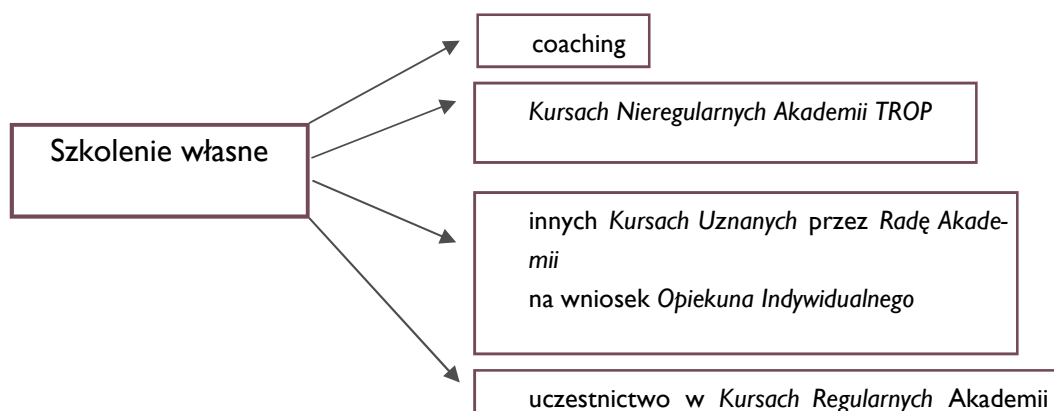 coaching
Kursach Nieregularnych Akademii TROP
Szkolenie własne
innych Kursach Uznanych przez Radę Akade-
mii
na wniosek Opiekuna Indywidualnego
uczestnictwo w Kursach Regularnych Akademii